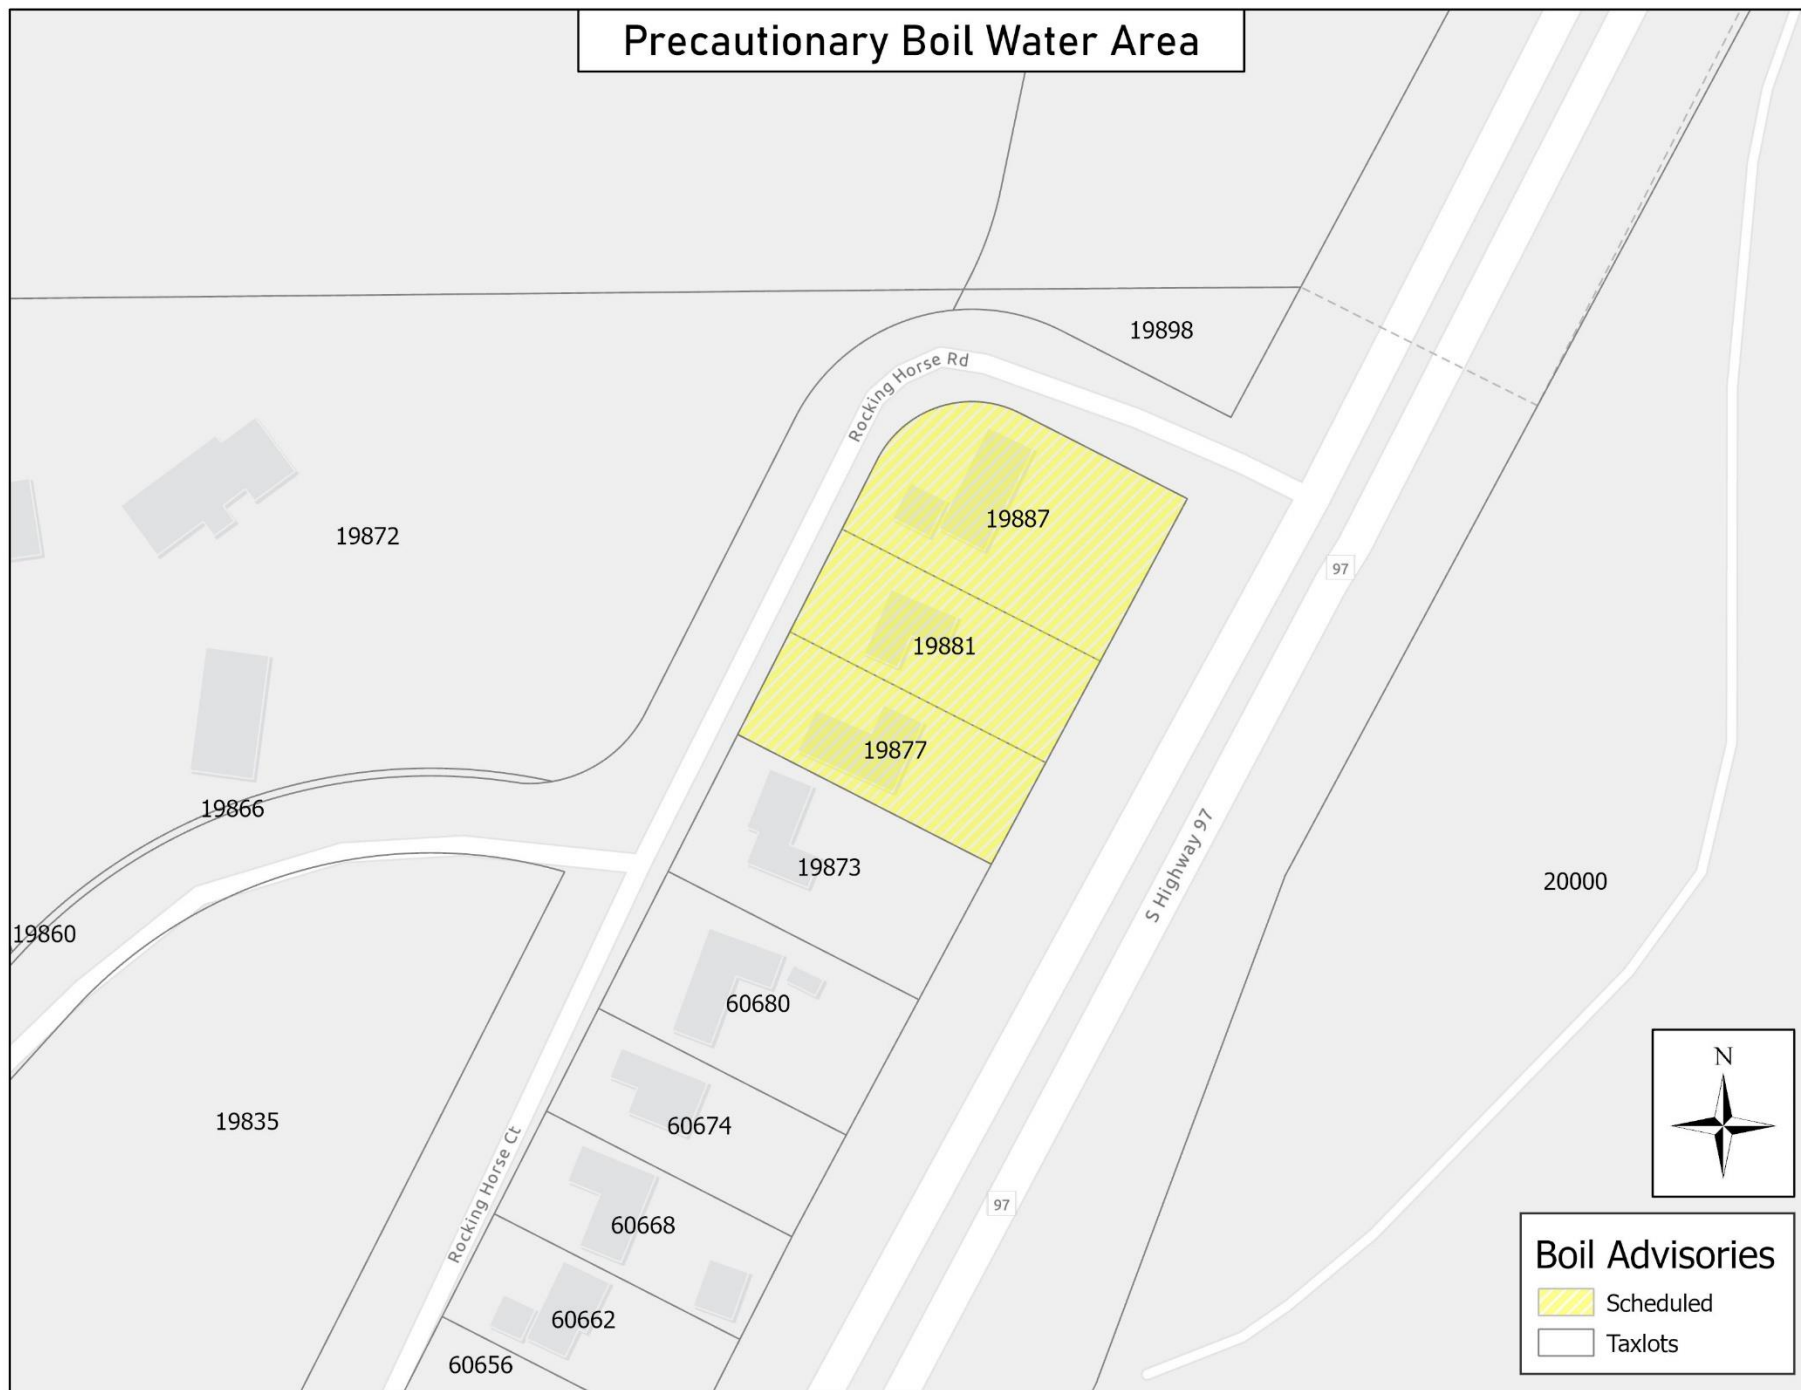 Precautionary Boil Water Area
19898
Rocking Horse Rd
19887
19872
97
19881
19877
19866
S Highway 97
19873
20000
19860
60680
N
19835
60674
Rocking Horse Ct
97
60668
Boil Advisories
Scheduled
60662
Taxlots
60656